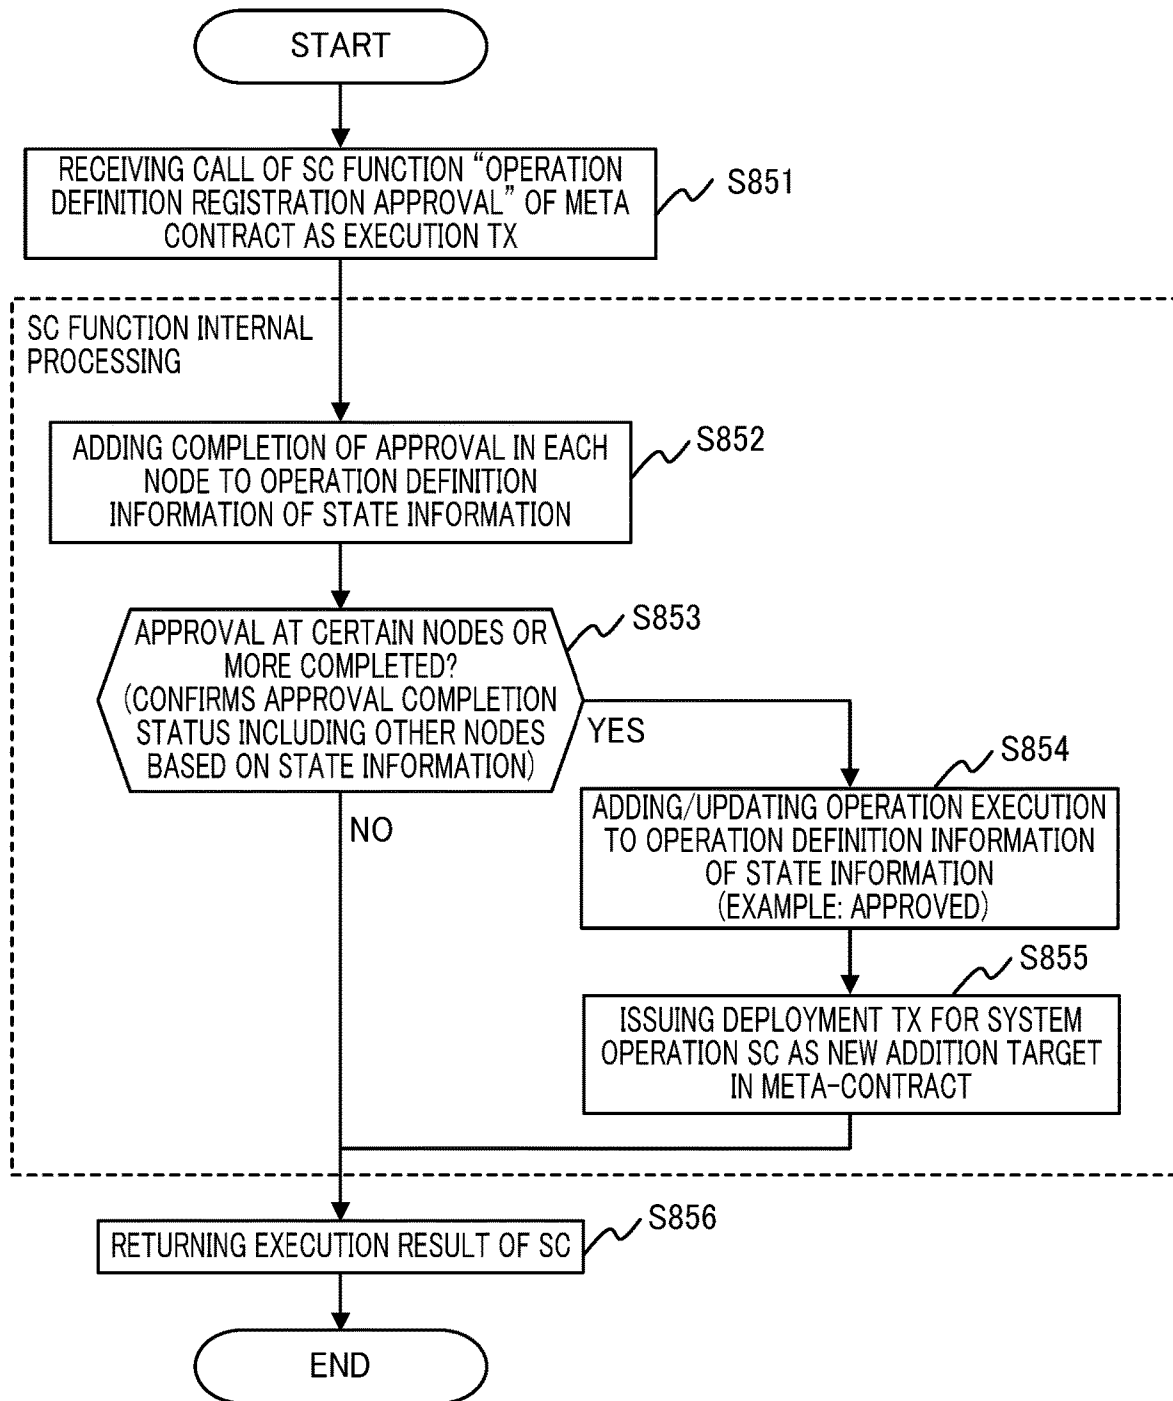 START
RECEIVING CALL OF SC FUNCTION “OPERATION
DEFINITION REGISTRATION APPROVAL” OF META
CONTRACT AS EXECUTION TX
S851
SC FUNCTION INTERNAL
PROCESSING
ADDING COMPLETION OF APPROVAL IN EACH
NODE TO OPERATION DEFINITION
INFORMATION OF STATE INFORMATION
S852
APPROVAL AT CERTAIN NODES OR
MORE COMPLETED?
(CONFIRMS APPROVAL COMPLETION
STATUS INCLUDING OTHER NODES
BASED ON STATE INFORMATION)
S853
YES
NO
S854
ADDING/UPDATING OPERATION EXECUTION
TO OPERATION DEFINITION INFORMATION
OF STATE INFORMATION
(EXAMPLE: APPROVED)
S855
ISSUING DEPLOYMENT TX FOR SYSTEM
OPERATION SC AS NEW ADDITION TARGET
IN META-CONTRACT
RETURNING EXECUTION RESULT OF SC
S856
END